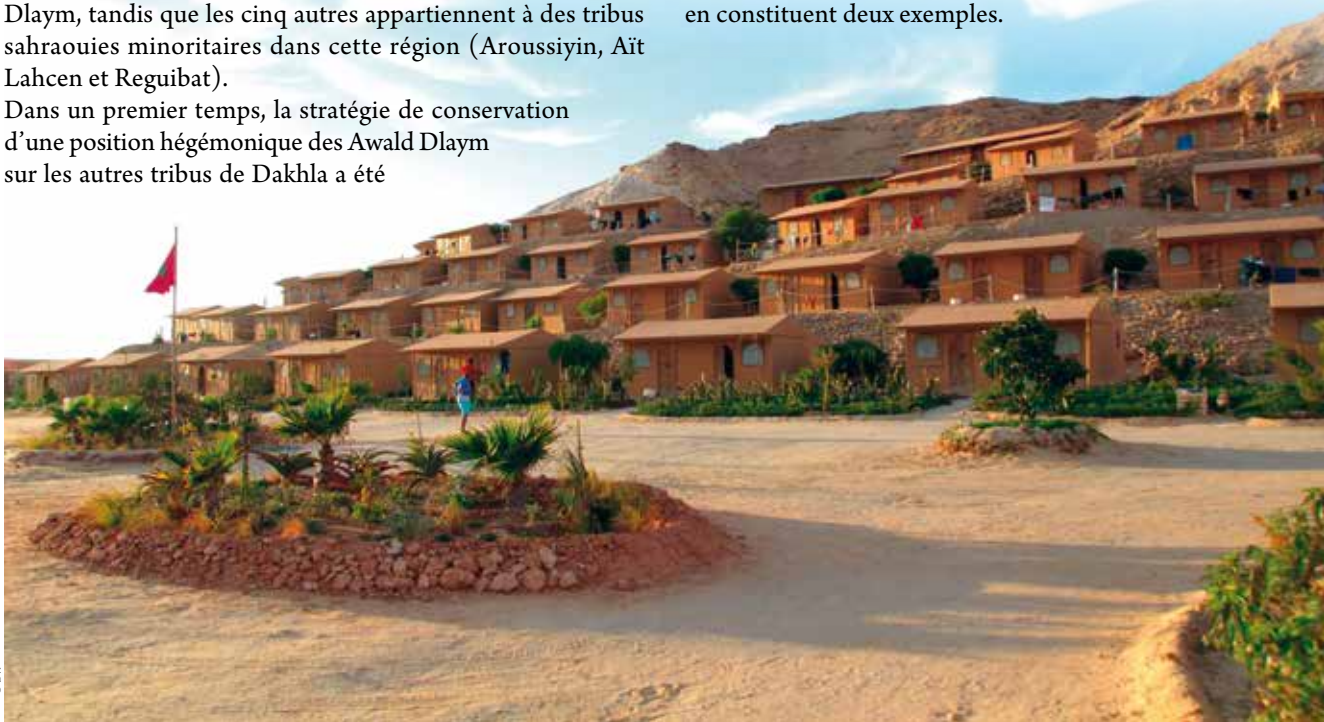 Dlaym, tandis que les cinq autres appartiennent à des tribus
sahraouies minoritaires dans cette région (Aroussiyin, Aït
Lahcen et Reguibat).
Dans un premier temps, la stratégie de conservation
d’une position hégémonique des Awald Dlaym
sur les autres tribus de Dakhla a été
en constituent deux exemples.